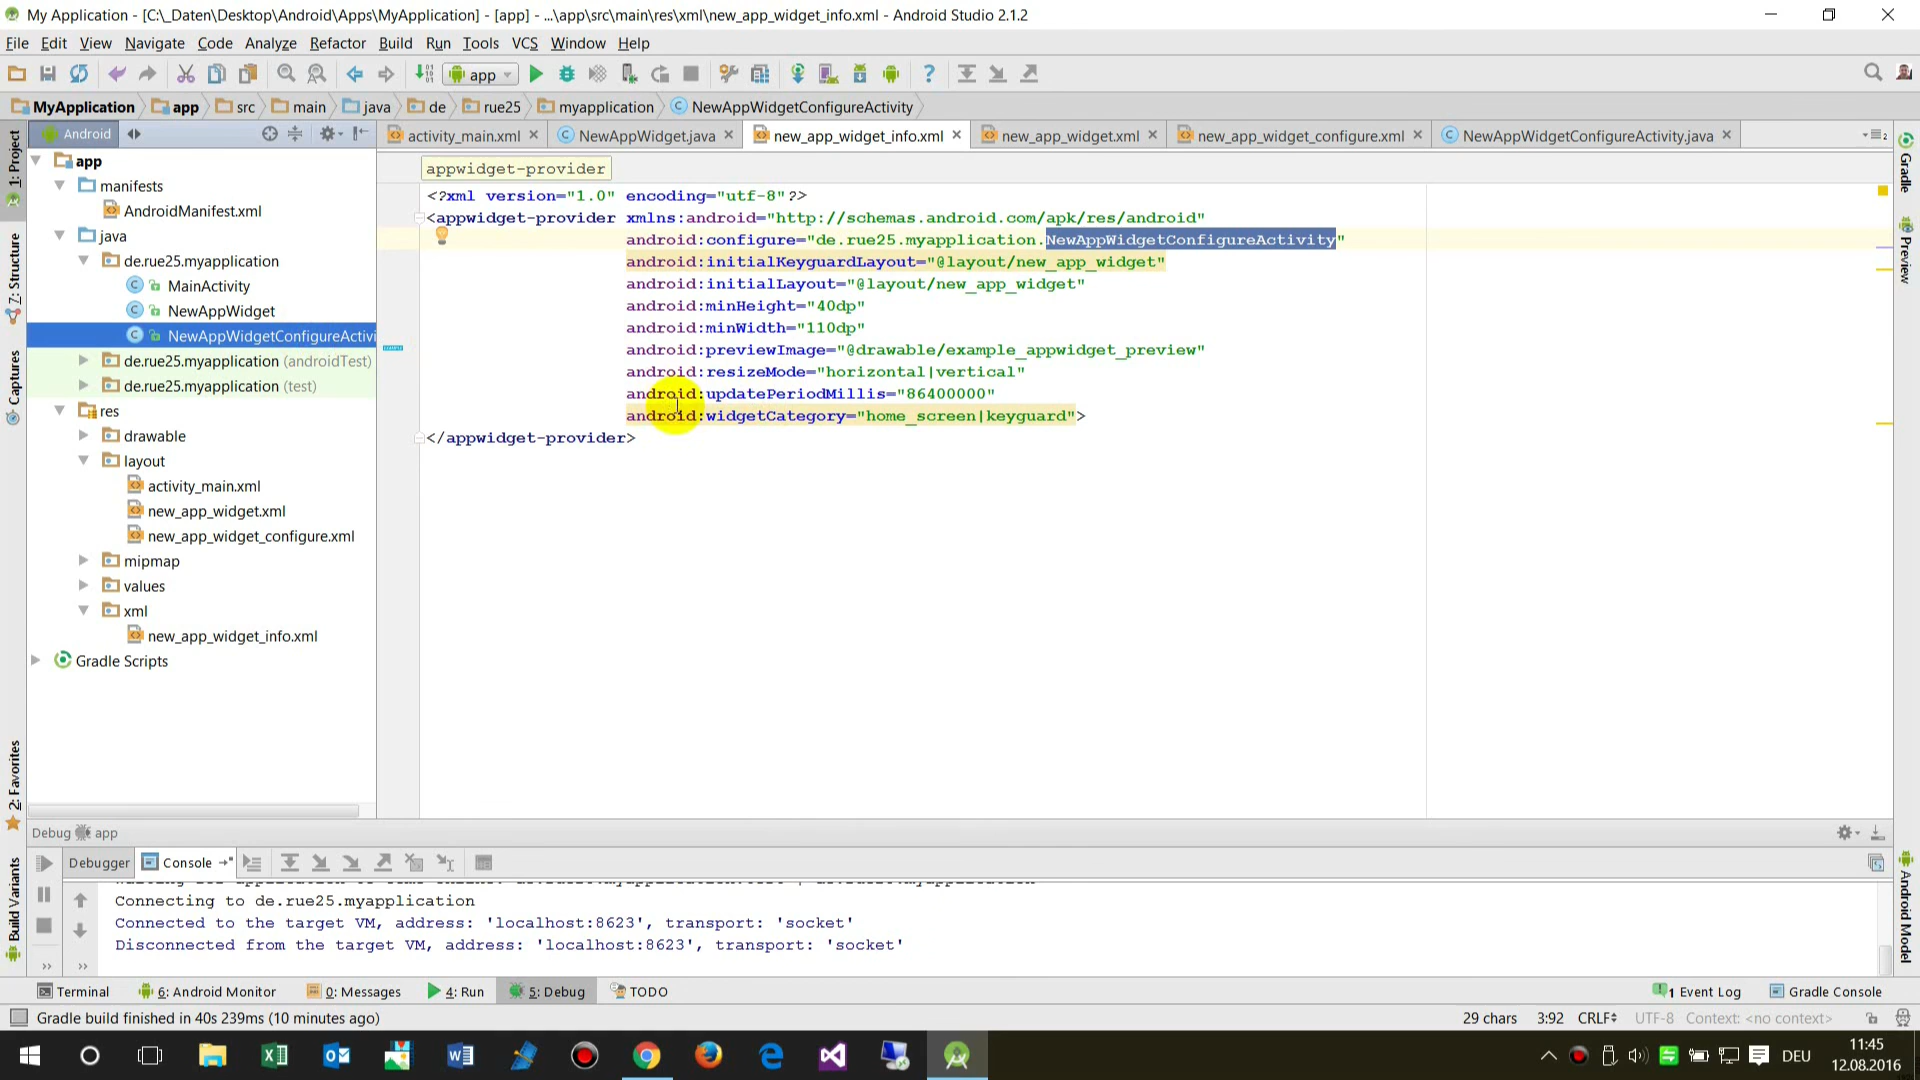 My Application - [C:\_Daten\Desktop\Android\Apps\MyApplication] - [app] - ...\app\src\main\res\xml\new_app_widget_info.xml - Android Studio 2.1.2
File Edit View Navigate Code Analyze Refactor Build Run Tools VCS Window Help
app
MyApplication app src main java de rue25 myapplication NewAppWidgetConfigureActivity
Android
activity_main.xml NewAppWidget.java new_app_widget_info.xml new_app_widget.xml new_app_widget_configure.xml NewAppWidgetConfigureActivity.java
1: Project
7: Structure
Captures
2: Favorites
Build Variants
app
manifests
AndroidManifest.xml
java
de.rue25.myapplication
MainActivity
NewAppWidget
NewAppWidgetConfigureActivi
de.rue25.myapplication (androidTest)
de.rue25.myapplication (test)
res
drawable
layout
activity_main.xml
new_app_widget.xml
new_app_widget_configure.xml
mipmap
values
xml
new_app_widget_info.xml
Gradle Scripts
appwidget-provider
<?xml version="1.0" encoding="utf-8"?>
<appwidget-provider xmlns:android="http://schemas.android.com/apk/res/android"
android:configure="de.rue25.myapplication.NewAppWidgetConfigureActivity"
android:initialKeyguardLayout="@layout/new_app_widget"
android:initialLayout="@layout/new_app_widget"
android:minHeight="40dp"
android:minWidth="110dp"
android:previewImage="@drawable/example_appwidget_preview"
android:resizeMode="horizontal|vertical"
android:updatePeriodMillis="86400000"
android:widgetCategory="home_screen|keyguard">
</appwidget-provider>
Gradle
Preview
Android Model
Debug app
Debugger Console
Connecting to de.rue25.myapplication
Connected to the target VM, address: 'localhost:8623', transport: 'socket'
Disconnected from the target VM, address: 'localhost:8623', transport: 'socket'
Terminal 6: Android Monitor 0: Messages 4: Run 5: Debug TODO 1 Event Log Gradle Console
Gradle build finished in 40s 239ms (10 minutes ago) 29 chars 3:92 CRLF UTF-8 Context: <no context>
DEU
11:45
12.08.2016